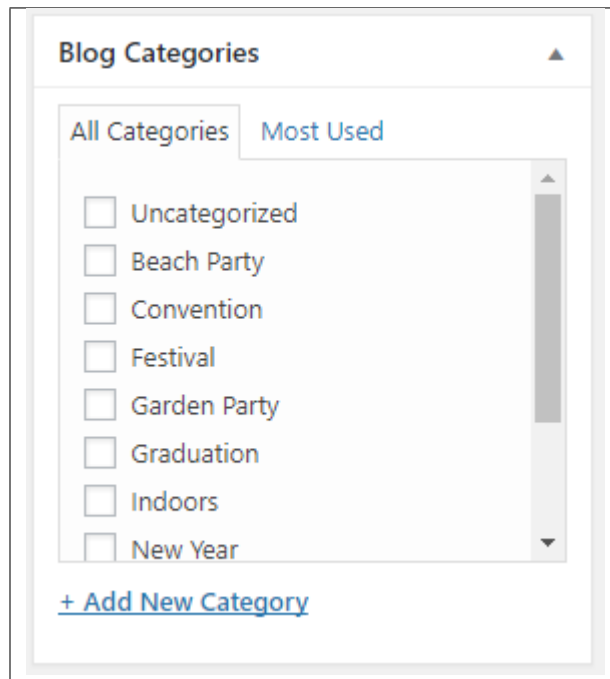 Blog Categories
All Categories Most Used
Uncategorized
Beach Party
Convention
Festival
Garden Party
Graduation
Indoors
New Year
+ Add New Category